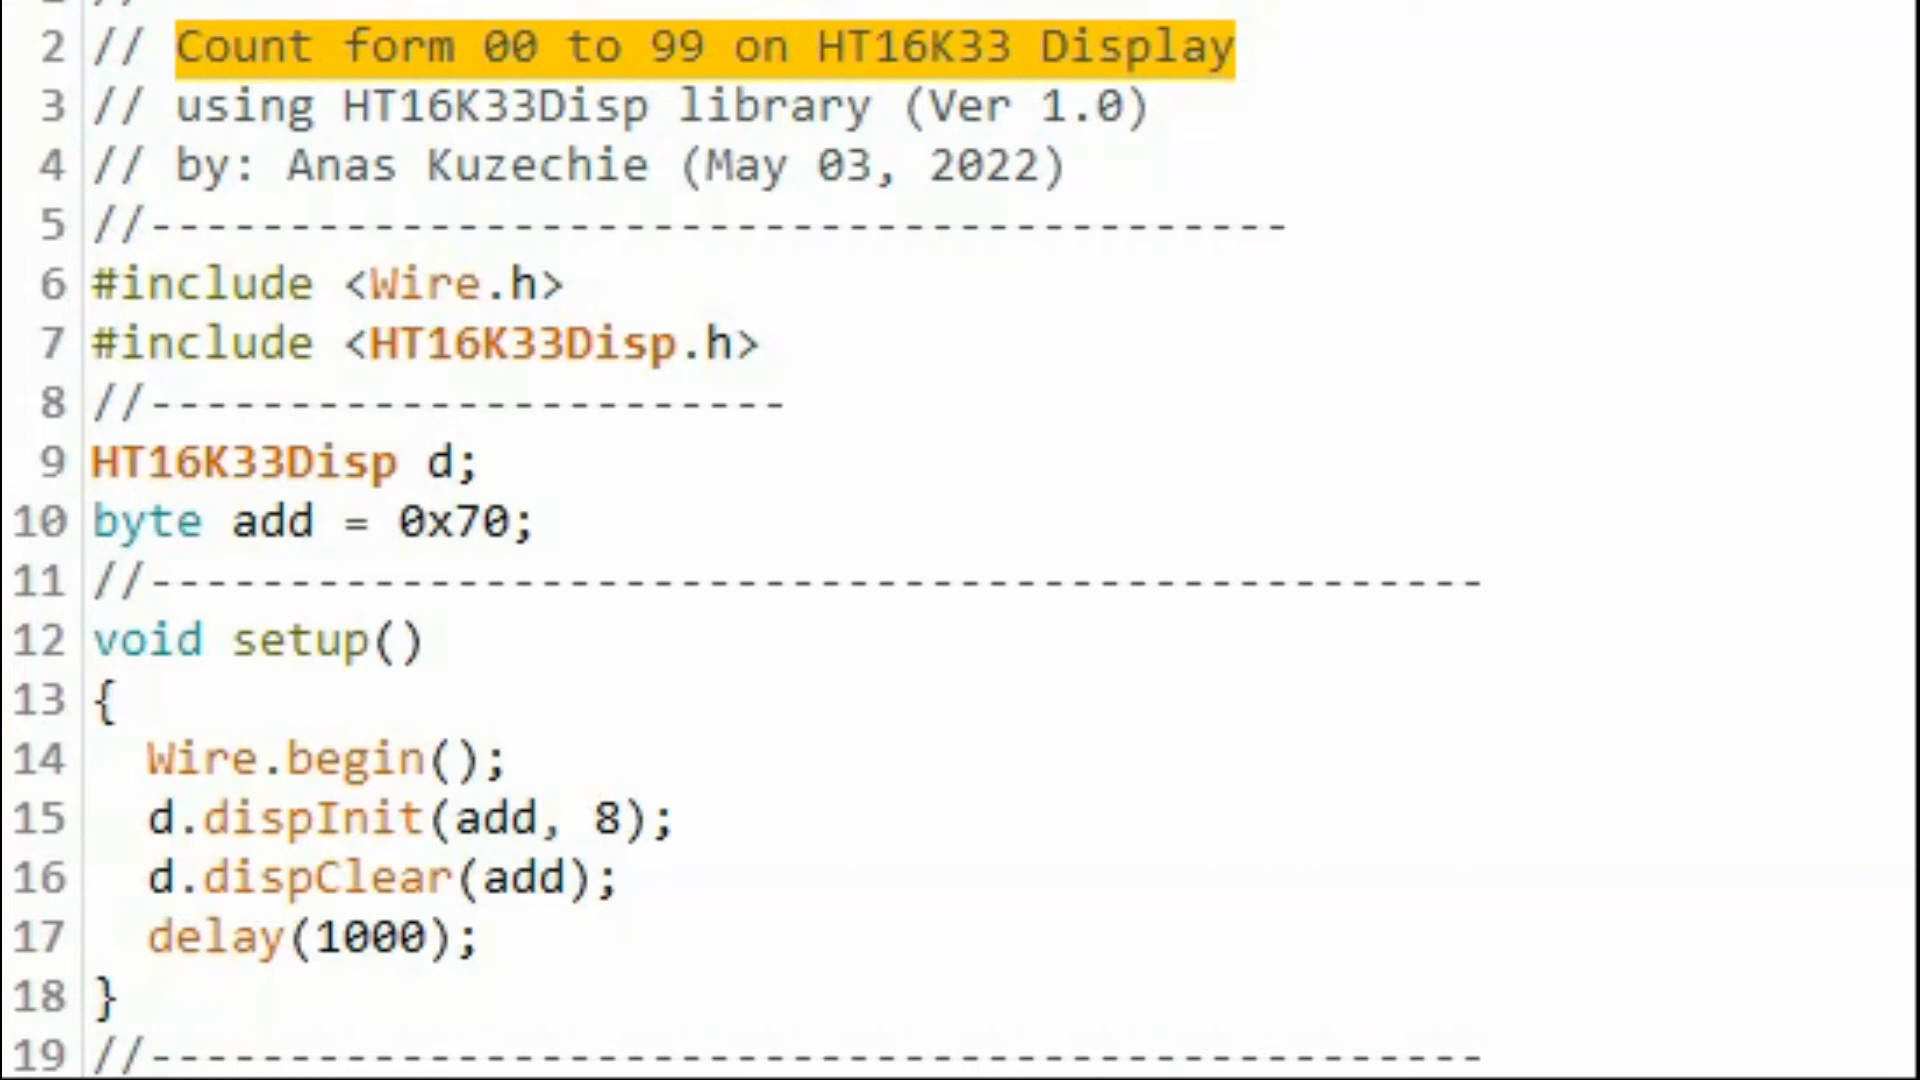 2 // Count form 00 to 99 on HT16K33 Display
3 // using HT16K33Disp library (Ver 1.0)
4 // by: Anas Kuzechie (May 03, 2022)
5 //-----------------------------------------
6 #include <Wire.h>
7 #include <HT16K33Disp.h>
8 //-----------------------
9 HT16K33Disp d;
10 byte add = 0x70;
11 //------------------------------------------------
12 void setup()
13 {
14 Wire.begin();
15 d.dispInit(add, 8);
16 d.dispClear(add);
17 delay(1000);
18 }
19 //------------------------------------------------